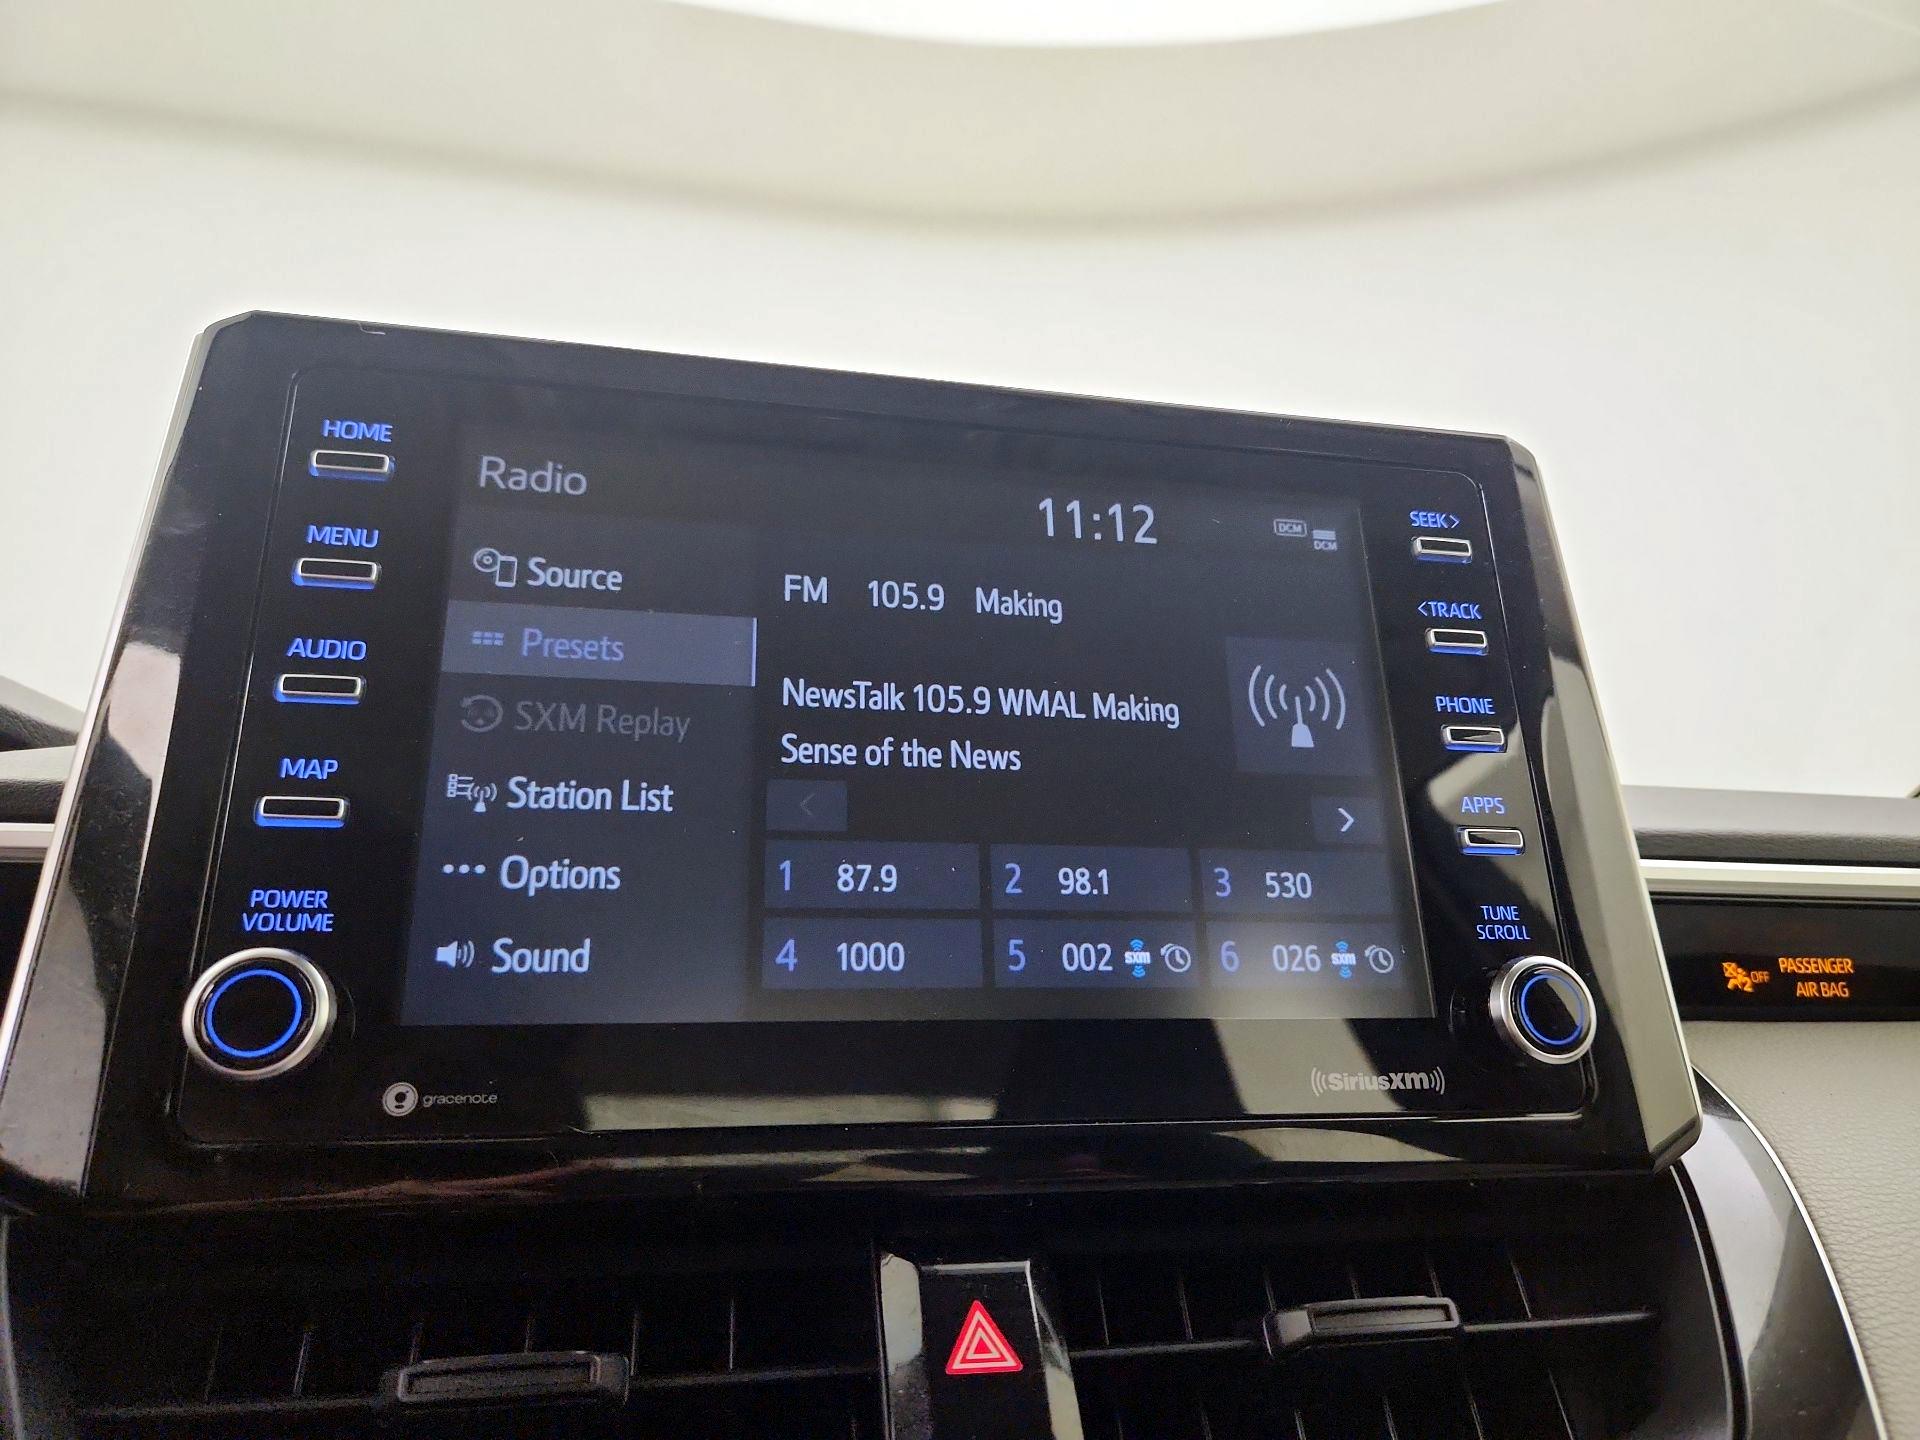 HOME
MENU
AUDIO
MAP
POWER
VOLUME
Radio
11:12
DCM
DCM
Source
Presets
SXM Replay
Station List
Options
Sound
FM 105.9 Making
NewsTalk 105.9 WMAL Making
Sense of the News
< >
1 87.9 2 98.1 3 530
4 1000 5 002 SXM 6 026 SXM
SEEK>
<TRACK
PHONE
APPS
TUNE
SCROLL
OFF PASSENGER
AIR BAG
g gracenote
((SiriusXM))